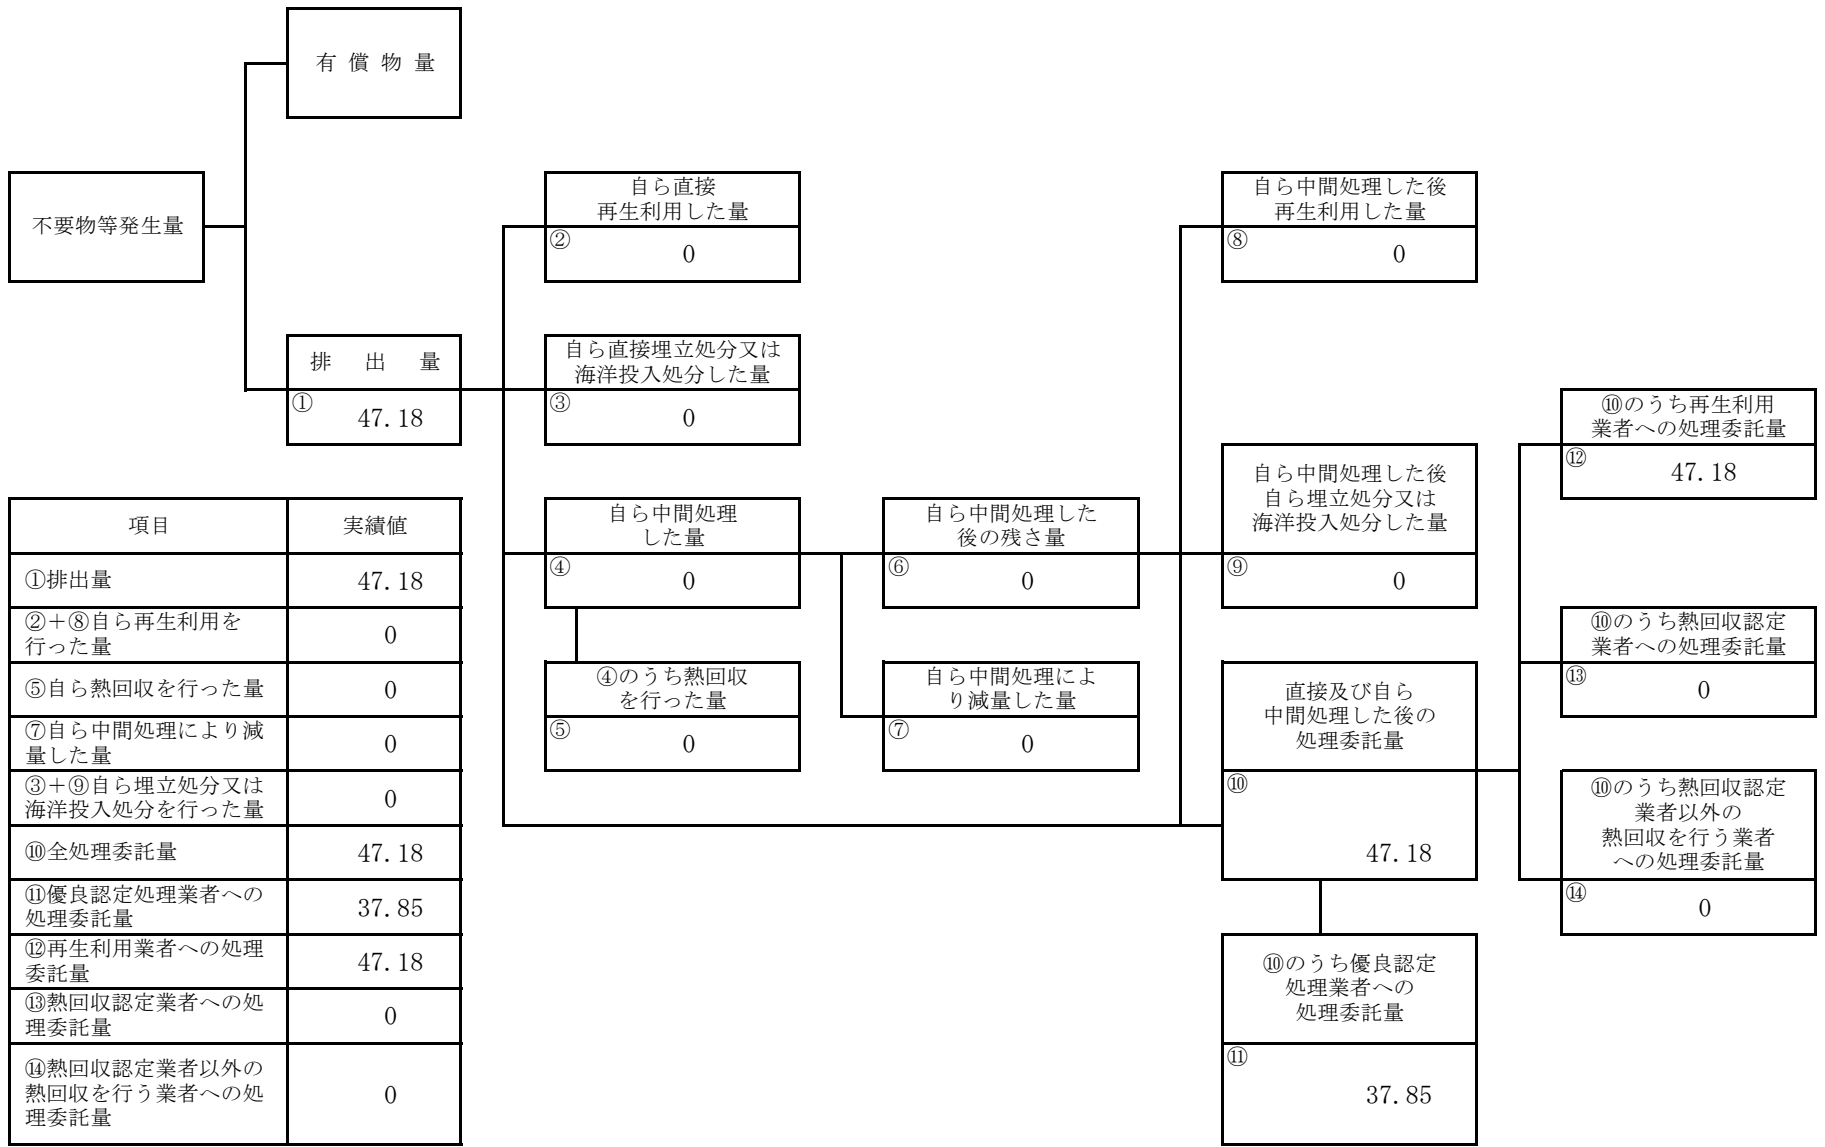 有償物量
不要物等発生量
排出量
①
47.18
自ら直接
再生利用した量
②
0
自ら直接埋立処分又は
海洋投入処分した量
③
0
自ら中間処理
した量
④
0
④のうち熱回収
を行った量
⑤
0
自ら中間処理した
後の残さ量
⑥
0
自ら中間処理によ
り減量した量
⑦
0
自ら中間処理した後
再生利用した量
⑧
0
自ら中間処理した後
自ら埋立処分又は
海洋投入処分した量
⑨
0
直接及び自ら
中間処理した後の
処理委託量
⑩
47.18
⑩のうち優良認定
処理業者への
処理委託量
⑪
37.85
⑩のうち再生利用
業者への処理委託量
⑫
47.18
⑩のうち熱回収認定
業者への処理委託量
⑬
0
⑩のうち熱回収認定
業者以外の
熱回収を行う業者
への処理委託量
⑭
0
項目 実績値
①排出量 47.18
②+⑧自ら再生利用を
行った量
0
⑤自ら熱回収を行った量 0
⑦自ら中間処理により減
量した量
0
③+⑨自ら埋立処分又は
海洋投入処分を行った量
0
⑩全処理委託量 47.18
⑪優良認定処理業者への
処理委託量
37.85
⑫再生利用業者への処理
委託量
47.18
⑬熱回収認定業者への処
理委託量
0
⑭熱回収認定業者以外の
熱回収を行う業者への処
理委託量
0